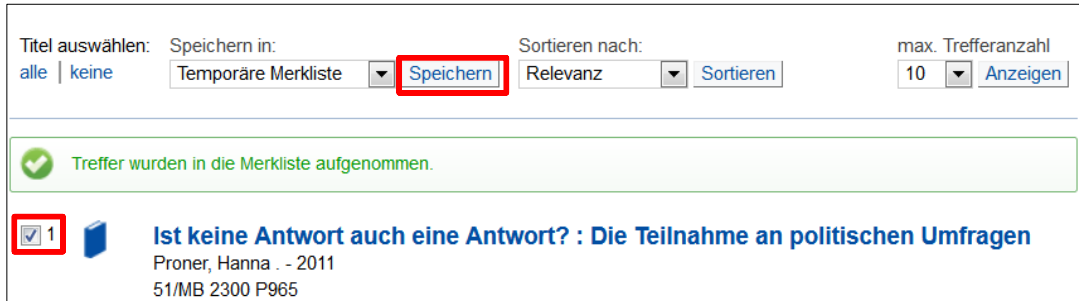 Titel auswählen: Speichern in: Sortieren nach: max. Trefferanzahl
alle | keine Temporäre Merkliste Speichern Relevanz Sortieren 10 Anzeigen
Treffer wurden in die Merkliste aufgenommen.
1 Ist keine Antwort auch eine Antwort? : Die Teilnahme an politischen Umfragen
Proner, Hanna . - 2011
51/MB 2300 P965